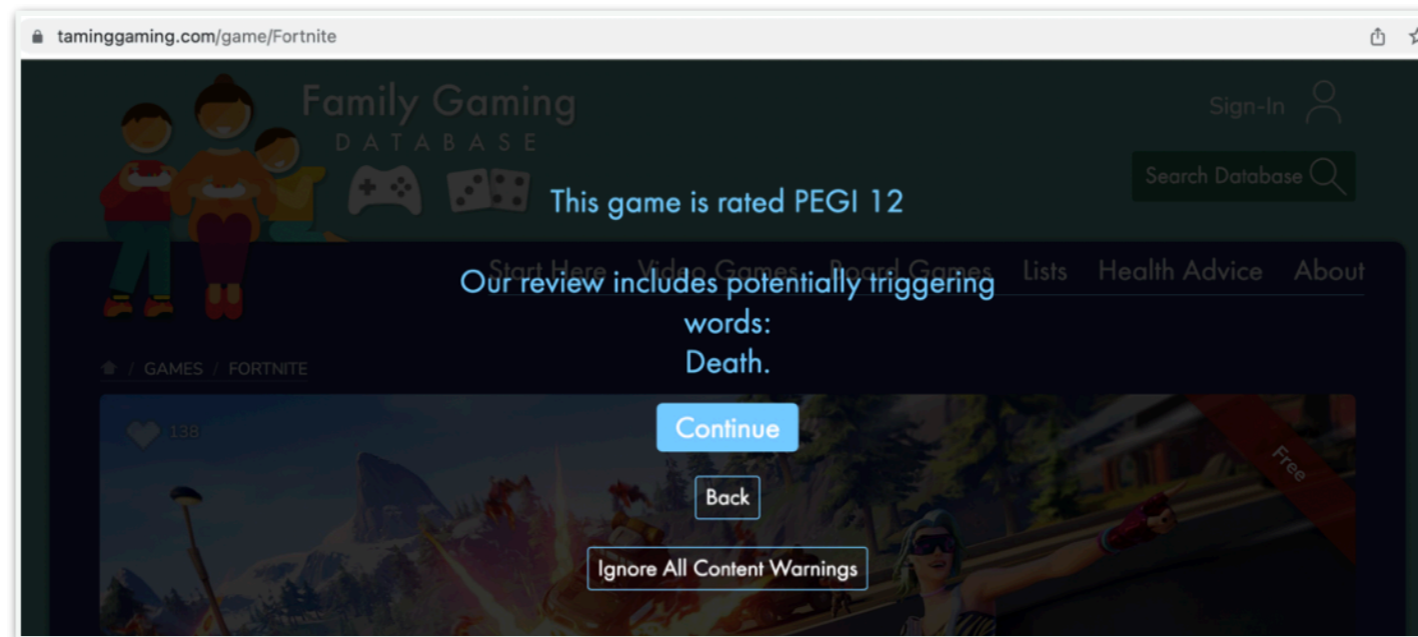 taminggaming.com/game/Fortnite
Family Gaming
DATABASE
Sign-In
Search Database
This game is rated PEGI 12
Start Here Video Games Board Games Lists Health Advice About
Our review includes potentially triggering
words:
Death.
/ GAMES / FORTNITE
138
Continue
Free
Back
Ignore All Content Warnings